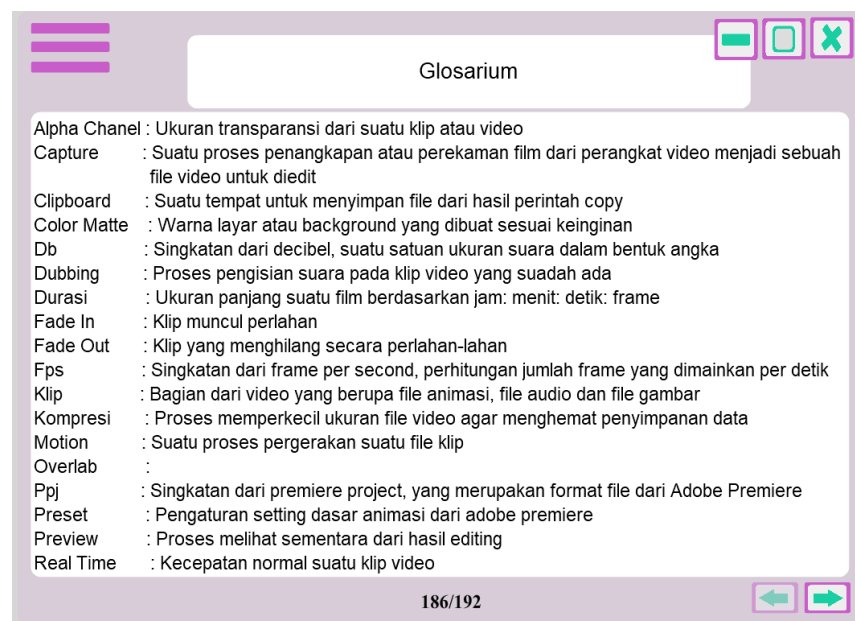 Glosarium
Alpha Chanel : Ukuran transparansi dari suatu klip atau video
Capture : Suatu proses penangkapan atau perekaman film dari perangkat video menjadi sebuah
file video untuk diedit
Clipboard : Suatu tempat untuk menyimpan file dari hasil perintah copy
Color Matte : Warna layar atau background yang dibuat sesuai keinginan
Db : Singkatan dari decibel, suatu satuan ukuran suara dalam bentuk angka
Dubbing : Proses pengisian suara pada klip video yang suadah ada
Durasi : Ukuran panjang suatu film berdasarkan jam: menit: detik: frame
Fade In : Klip muncul perlahan
Fade Out : Klip yang menghilang secara perlahan-lahan
Fps : Singkatan dari frame per second, perhitungan jumlah frame yang dimainkan per detik
Klip : Bagian dari video yang berupa file animasi, file audio dan file gambar
Kompresi : Proses memperkecil ukuran file video agar menghemat penyimpanan data
Motion : Suatu proses pergerakan suatu file klip
Overlab :
Ppj : Singkatan dari premiere project, yang merupakan format file dari Adobe Premiere
Preset : Pengaturan setting dasar animasi dari adobe premiere
Preview : Proses melihat sementara dari hasil editing
Real Time : Kecepatan normal suatu klip video
186/192